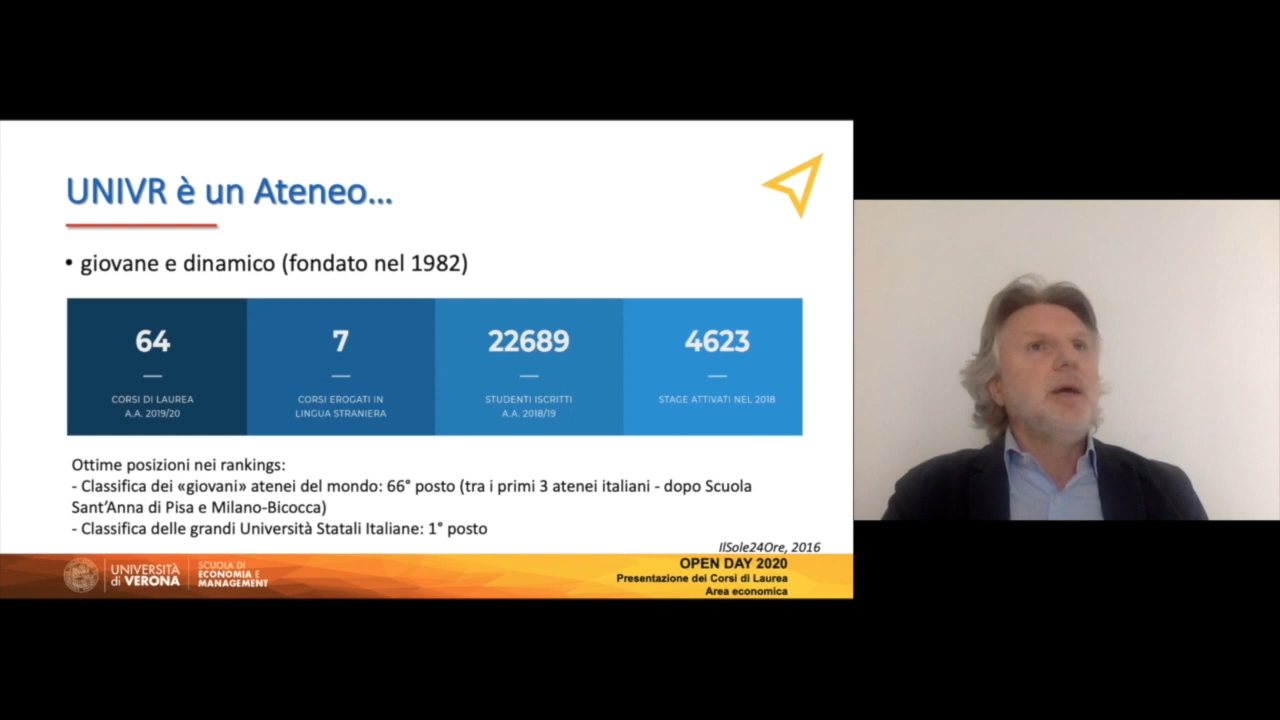 UNIVR è un Ateneo...
• giovane e dinamico (fondato nel 1982)
64
CORSI DI LAUREA
A.A. 2019/20
7
CORSI EROGATI IN
LINGUA STRANIERA
22689
STUDENTI ISCRITTI
A.A. 2018/19
4623
STAGE ATTIVATI NEL 2018
Ottime posizioni nei rankings:
- Classifica dei «giovani» atenei del mondo: 66° posto (tra i primi 3 atenei italiani - dopo Scuola
Sant'Anna di Pisa e Milano-Bicocca)
- Classifica delle grandi Università Statali Italiane: 1° posto
IlSole24Ore, 2016
UNIVERSITÀ
di VERONA
SCUOLA DI
ECONOMIA E
MANAGEMENT
OPEN DAY 2020
Presentazione dei Corsi di Laurea
Area economica